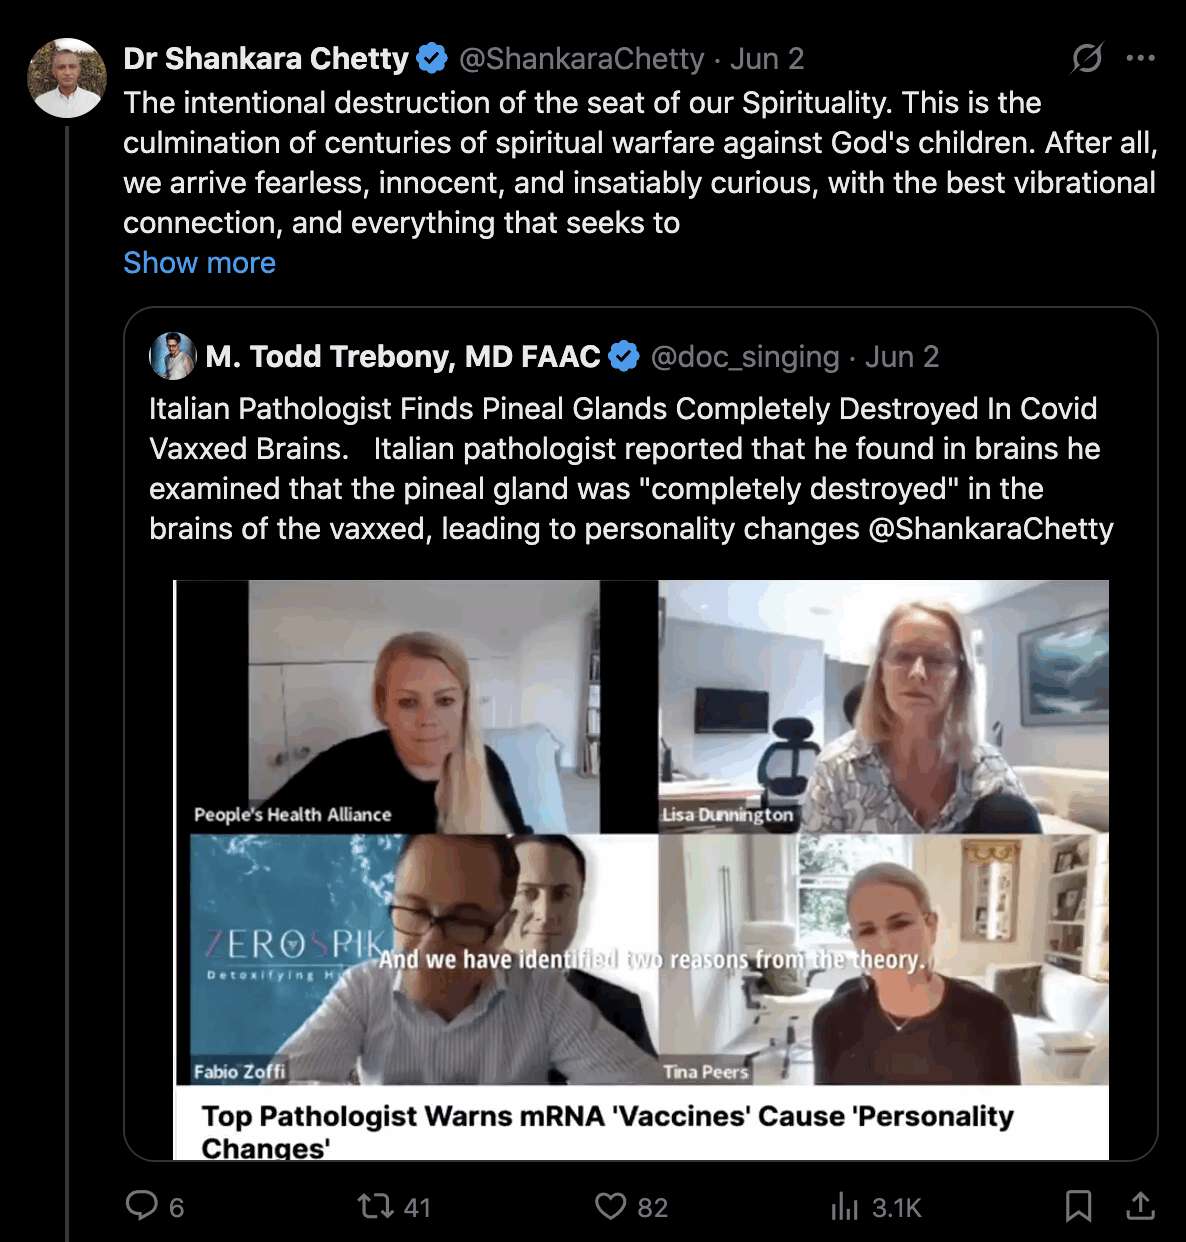 Dr Shankara Chetty @ShankaraChetty · Jun 2
The intentional destruction of the seat of our Spirituality. This is the
culmination of centuries of spiritual warfare against God's children. After all,
we arrive fearless, innocent, and insatiably curious, with the best vibrational
connection, and everything that seeks to
Show more
M. Todd Trebony, MD FAAC @doc_singing · Jun 2
Italian Pathologist Finds Pineal Glands Completely Destroyed In Covid
Vaxxed Brains. Italian pathologist reported that he found in brains he
examined that the pineal gland was "completely destroyed" in the
brains of the vaxxed, leading to personality changes @ShankaraChetty
People's Health Alliance
Lisa Dunnington
ZEROSPIK
Detoxifying
And we have identified two reasons from the theory.
Fabio Zoffi
Tina Peers
Top Pathologist Warns mRNA 'Vaccines' Cause 'Personality
Changes'
6 41 82 3.1K